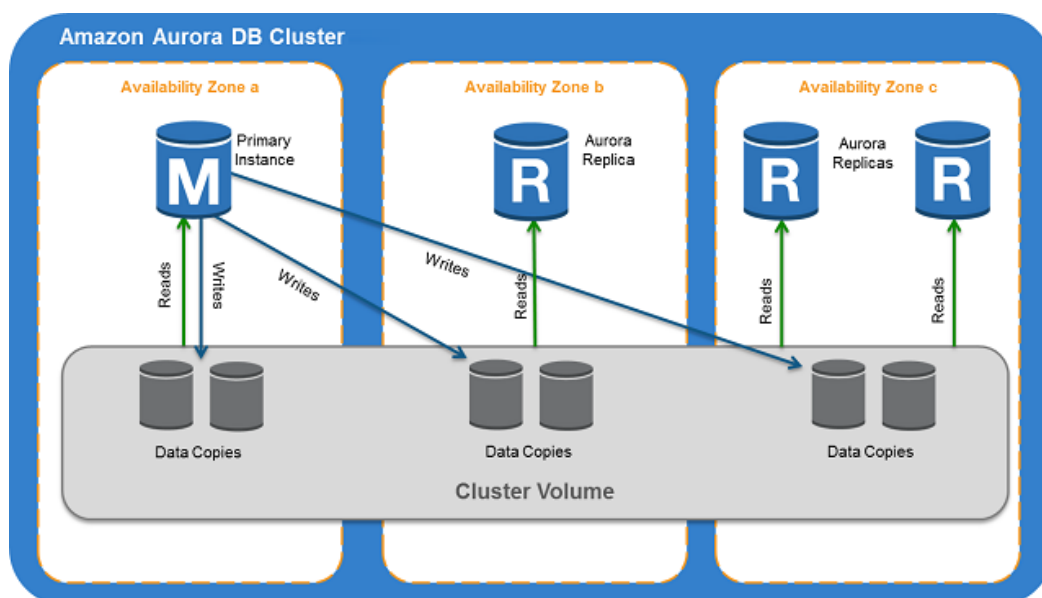 Amazon Aurora DB Cluster
Availability Zone a
Availability Zone b
Availability Zone c
Primary
Instance
M
Aurora
Replica
R
Aurora
Replicas
R
R
Reads
Writes
Writes
Writes
Reads
Reads
Reads
Data Copies
Data Copies
Data Copies
Cluster Volume